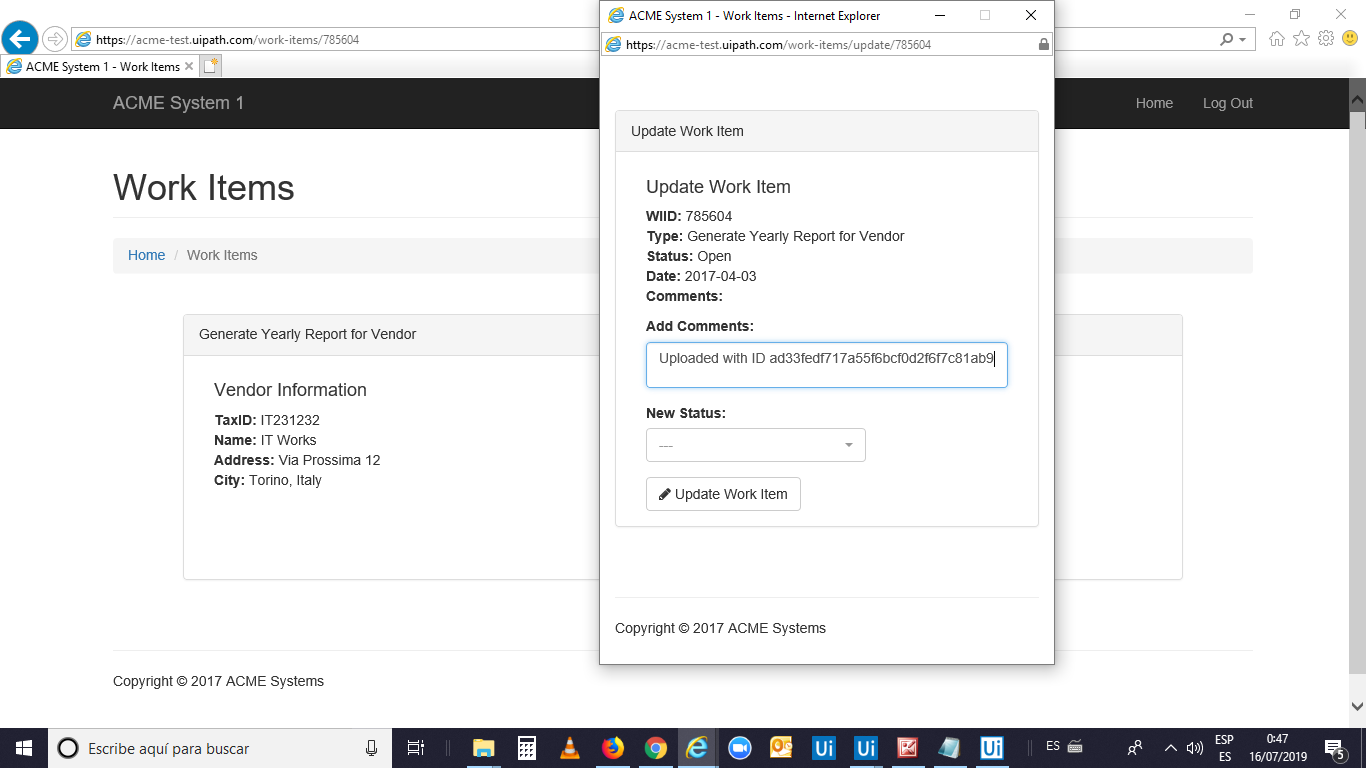 ACME System 1 - Work Items - Internet Explorer
https://acme-test.uipath.com/work-items/785604
https://acme-test.uipath.com/work-items/update/785604
ACME System 1 - Work Items
ACME System 1
Home
Log Out
Work Items
Home / Work Items
Generate Yearly Report for Vendor
Vendor Information
TaxID: IT231232
Name: IT Works
Address: Via Prossima 12
City: Torino, Italy
Copyright © 2017 ACME Systems
Update Work Item
Update Work Item
WIID: 785604
Type: Generate Yearly Report for Vendor
Status: Open
Date: 2017-04-03
Comments:
Add Comments:
Uploaded with ID ad33fedf717a55f6bcf0d2f6f7c81ab9
New Status:
---
Update Work Item
Copyright © 2017 ACME Systems
Escribe aquí para buscar
Ui
Ui
Ui
ES
ESP
ES
0:47
16/07/2019
5